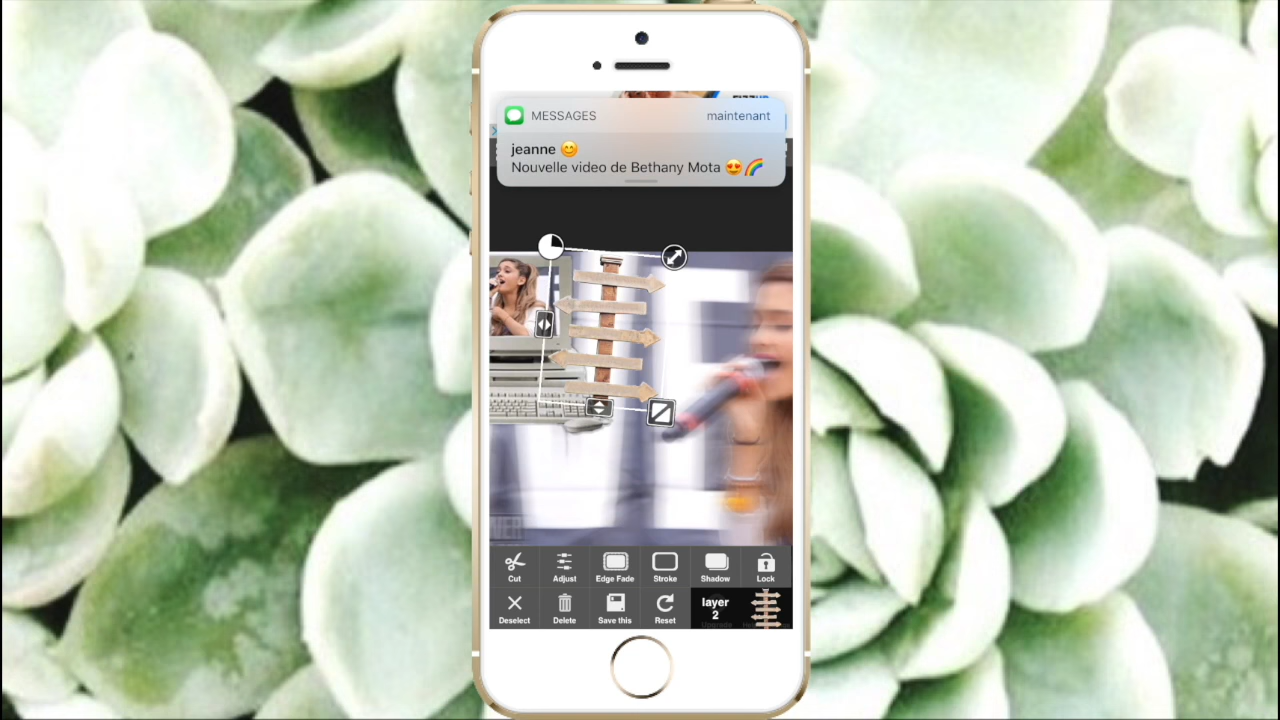 MESSAGES maintenant
jeanne 😊
Nouvelle video de Bethany Mota 😍🌈
Cut Adjust Edge Fade Stroke Shadow Lock
Deselect Delete Save this Reset layer 2